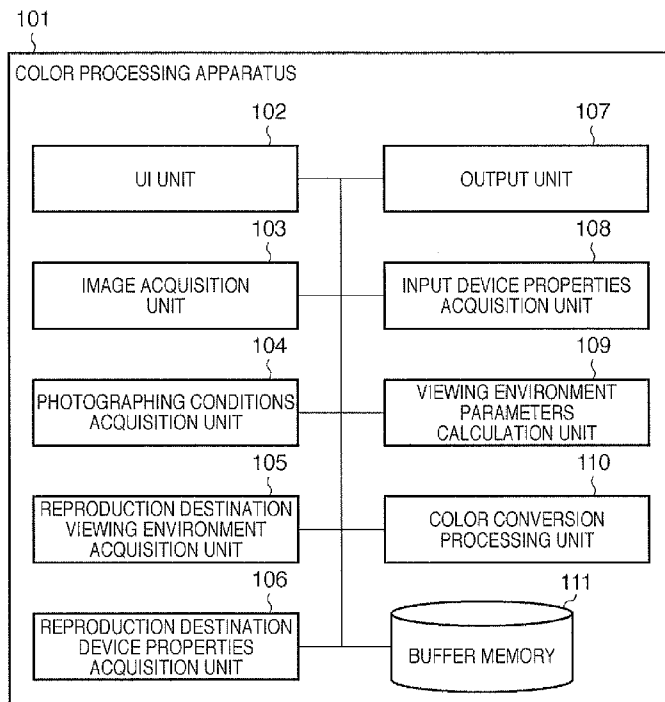 101
COLOR PROCESSING APPARATUS
102
UI UNIT
103
IMAGE ACQUISITION
UNIT
104
PHOTOGRAPHING CONDITIONS
ACQUISITION UNIT
105
REPRODUCTION DESTINATION
VIEWING ENVIRONMENT
ACQUISITION UNIT
106
REPRODUCTION DESTINATION
DEVICE PROPERTIES
ACQUISITION UNIT
107
OUTPUT UNIT
108
INPUT DEVICE PROPERTIES
ACQUISITION UNIT
109
VIEWING ENVIRONMENT
PARAMETERS
CALCULATION UNIT
110
COLOR CONVERSION
PROCESSING UNIT
111
BUFFER MEMORY